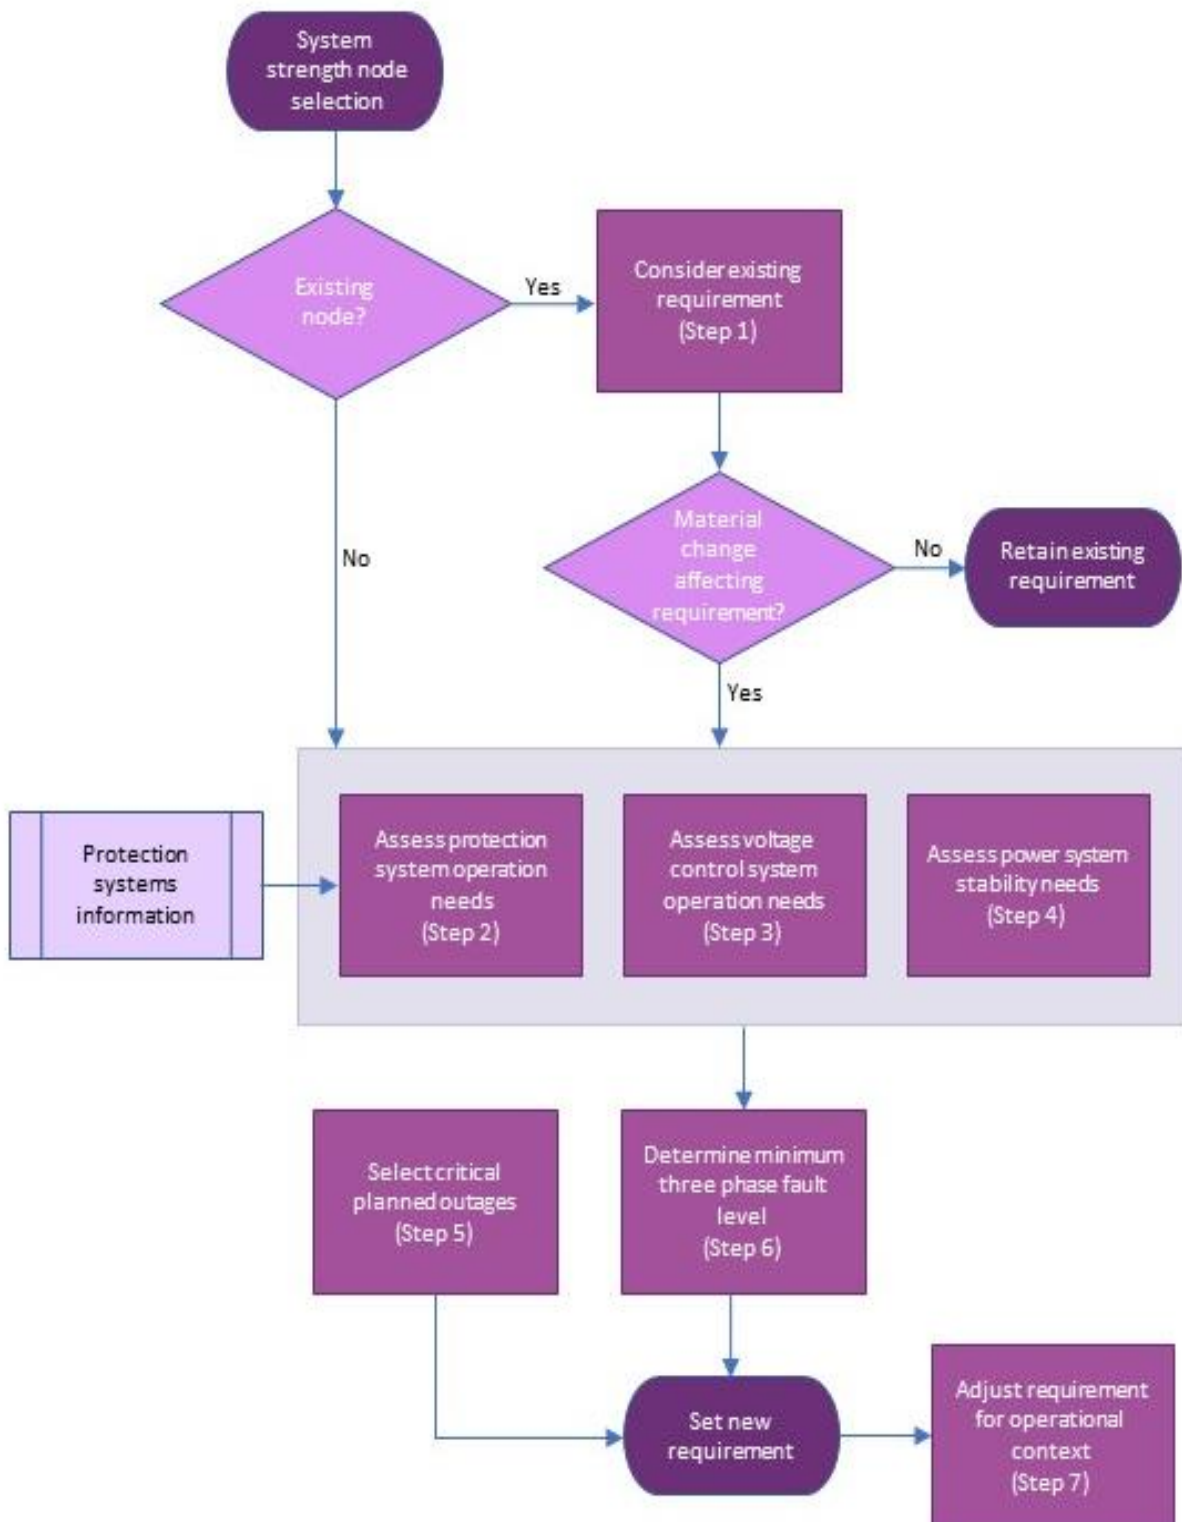 System
strength node
selection
Existing
node?
Yes
Consider existing
requirement
(Step 1)
No
Material
change
affecting
requirement?
No
Retain existing
requirement
Yes
Protection
systems
information
Assess protection
system operation
needs
(Step 2)
Assess voltage
control system
operation needs
(Step 3)
Assess power system
stability needs
(Step 4)
Select critical
planned outages
(Step 5)
Determine minimum
three phase fault
level
(Step 6)
Set new
requirement
Adjust requirement
for operational
context
(Step 7)